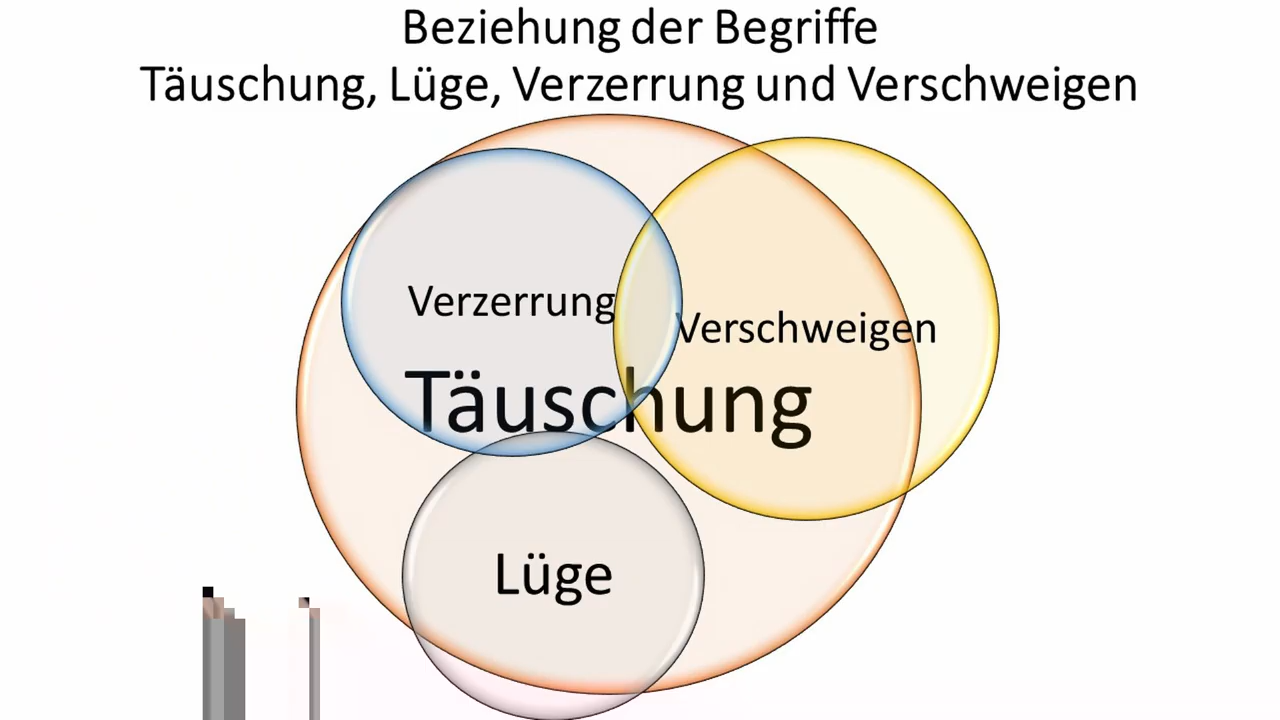 Beziehung der Begriffe
Täuschung, Lüge, Verzerrung und Verschweigen
Verzerrung
Verschweigen
Täuschung
Lüge